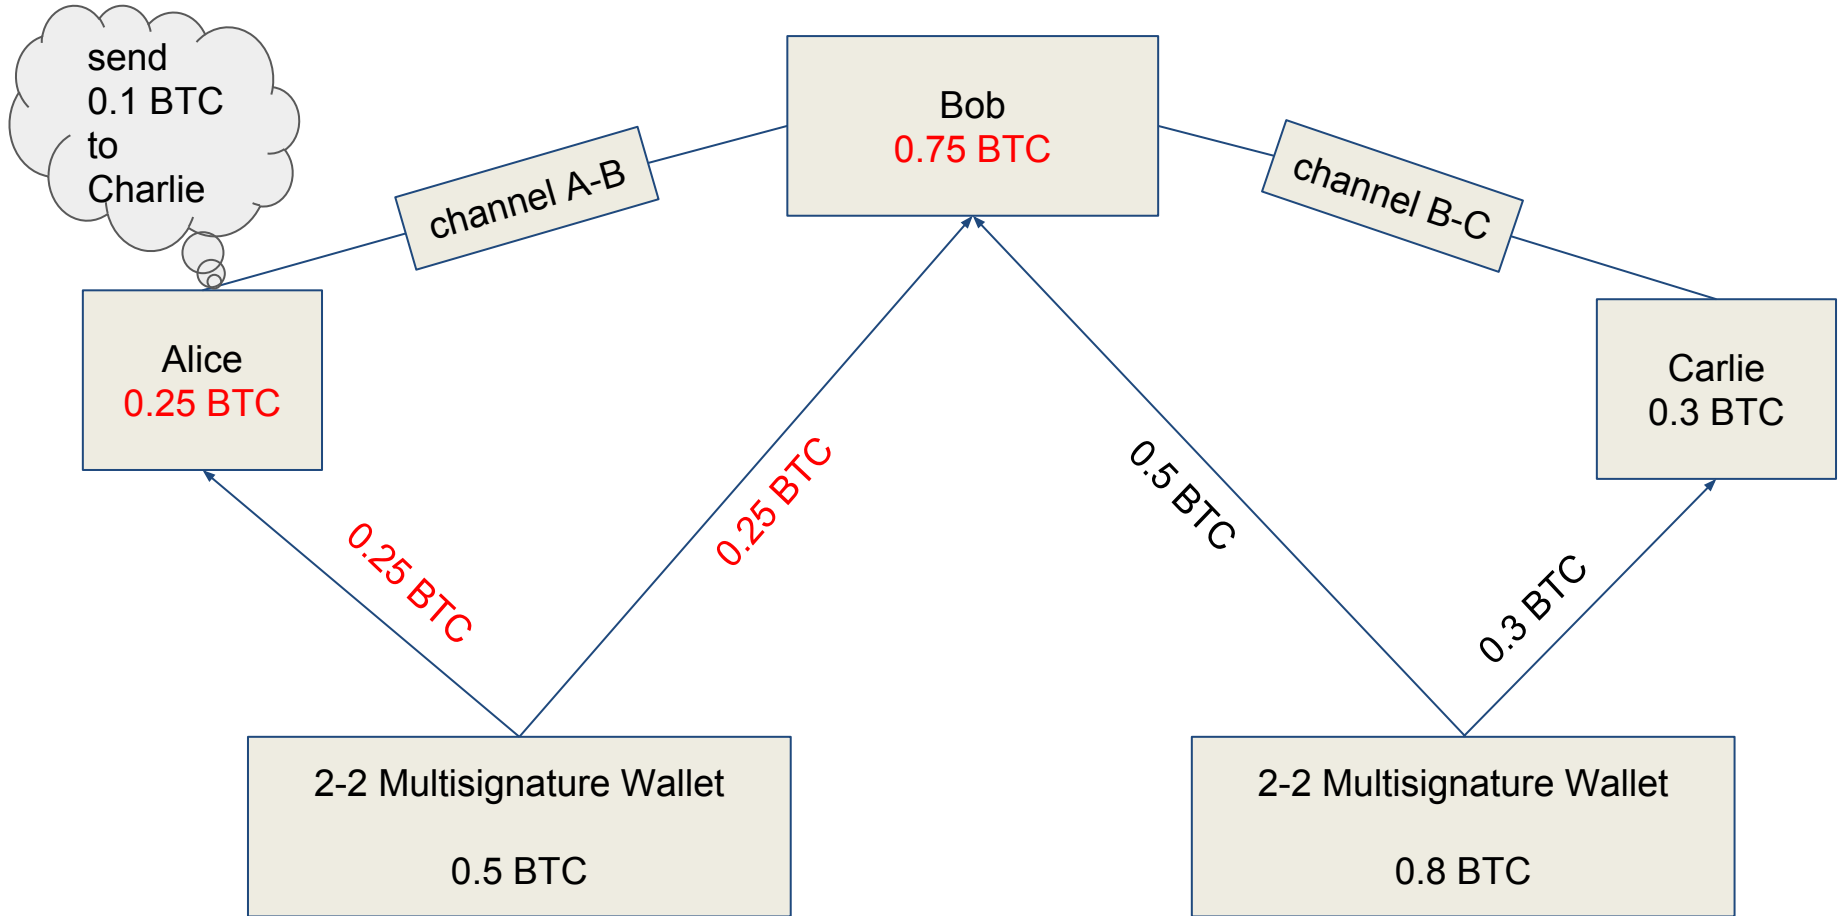 send
0.1 BTC
to
Charlie
Bob
0.75 BTC
channel A-B
channel B-C
Alice
0.25 BTC
Carlie
0.3 BTC
0.25 BTC
0.25 BTC
0.5 BTC
0.3 BTC
2-2 Multisignature Wallet
0.5 BTC
2-2 Multisignature Wallet
0.8 BTC